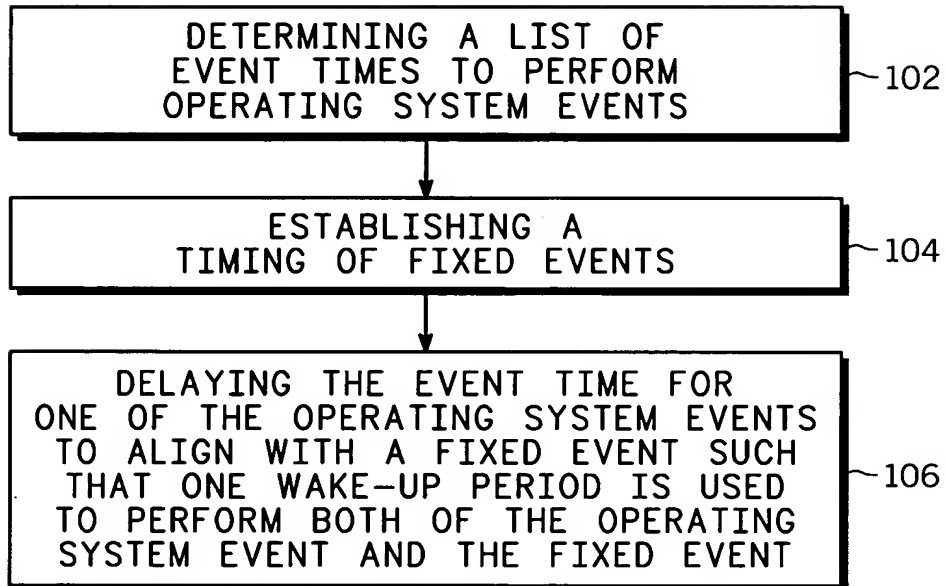 DETERMINING A LIST OF
EVENT TIMES TO PERFORM
OPERATING SYSTEM EVENTS
102
ESTABLISHING A
TIMING OF FIXED EVENTS
104
DELAYING THE EVENT TIME FOR
ONE OF THE OPERATING SYSTEM EVENTS
TO ALIGN WITH A FIXED EVENT SUCH
THAT ONE WAKE-UP PERIOD IS USED
TO PERFORM BOTH OF THE OPERATING
SYSTEM EVENT AND THE FIXED EVENT
106